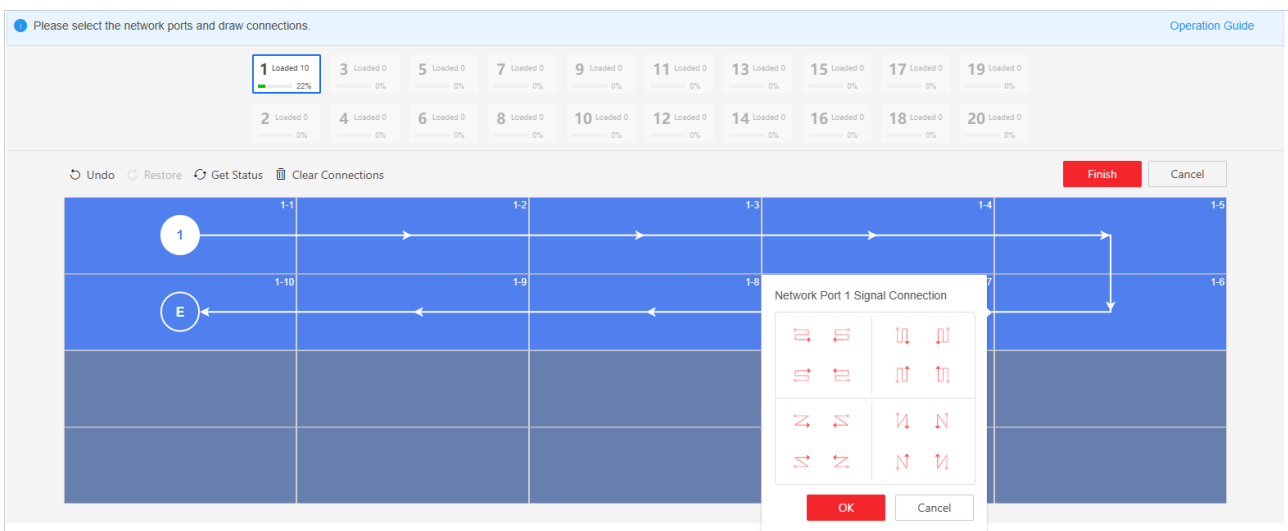 Please select the network ports and draw connections. Operation Guide
1 Loaded 10 3 Loaded 0 5 Loaded 0 7 Loaded 0 9 Loaded 0 11 Loaded 0 13 Loaded 0 15 Loaded 0 17 Loaded 0 19 Loaded 0
22% 0% 0% 0% 0% 0% 0% 0% 0% 0%
2 Loaded 0 4 Loaded 0 6 Loaded 0 8 Loaded 0 10 Loaded 0 12 Loaded 0 14 Loaded 0 16 Loaded 0 18 Loaded 0 20 Loaded 0
0% 0% 0% 0% 0% 0% 0% 0% 0% 0%
Undo Restore Get Status Clear Connections Finish Cancel
1-1 1-2 1-3 1-4 1-5
1
1-10 1-9 1-8 7 1-6
Network Port 1 Signal Connection
E
OK Cancel